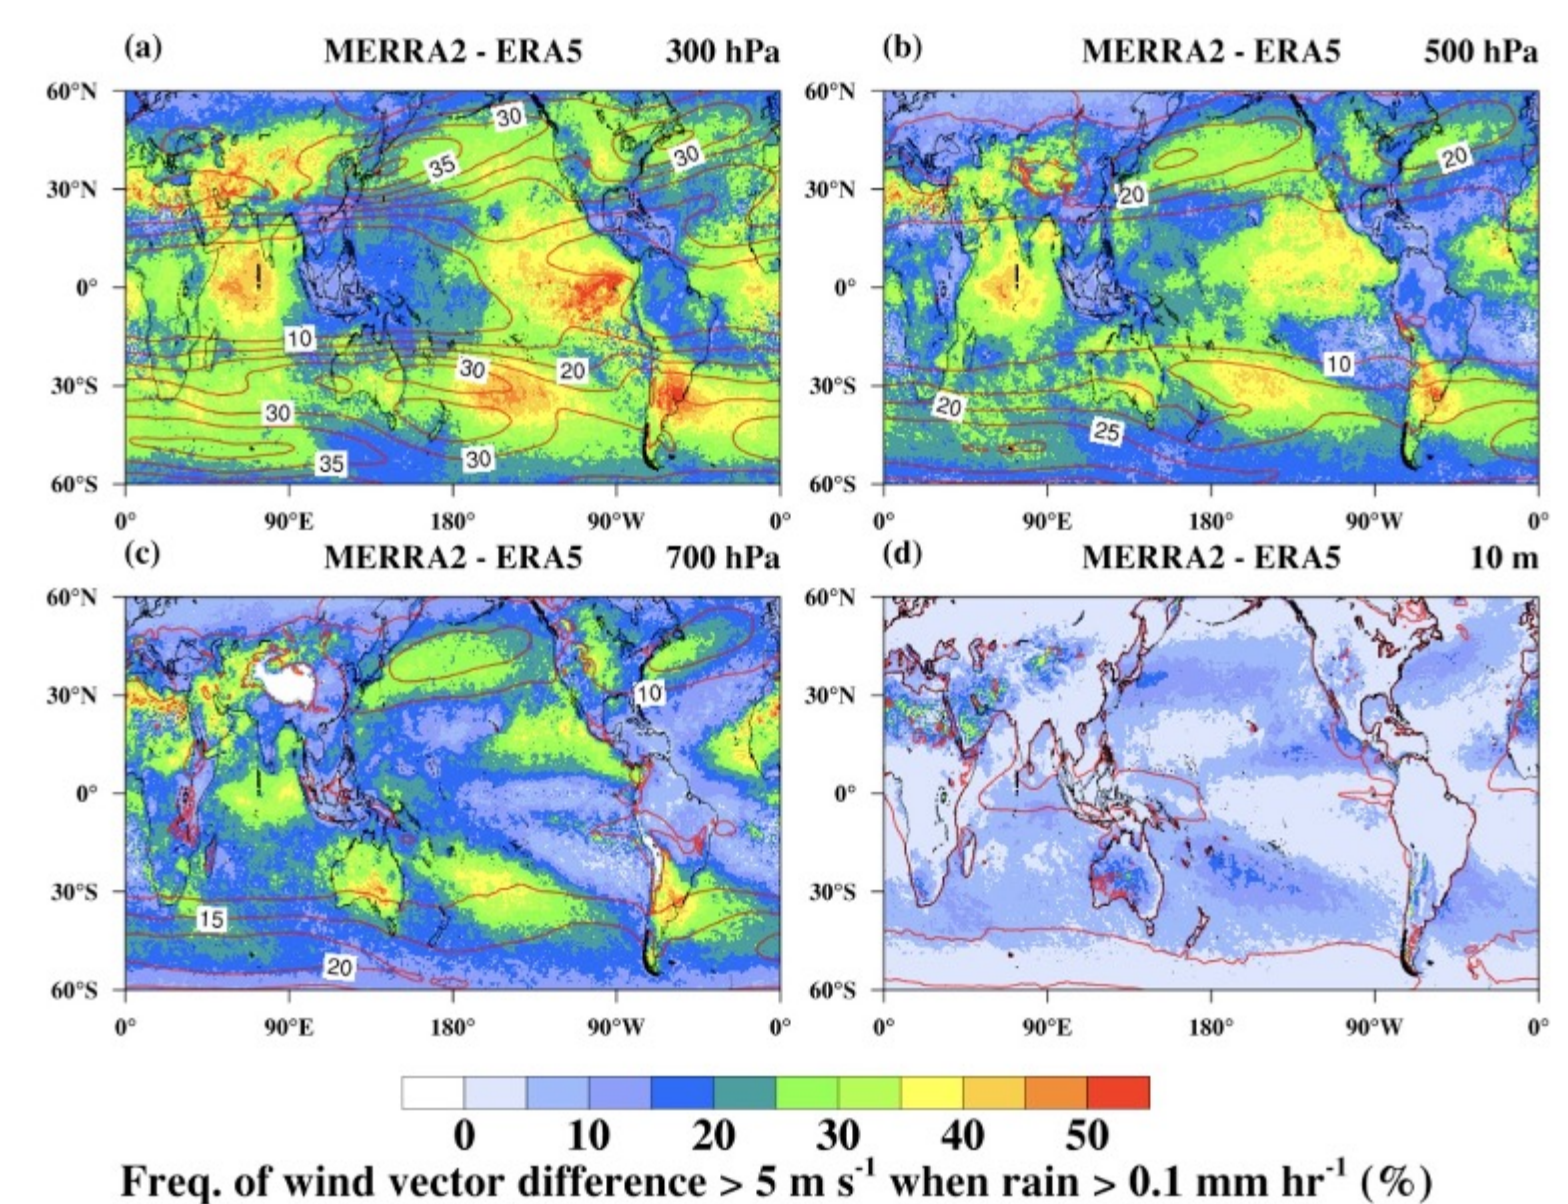 (a) MERRA2 - ERA5 300 hPa
60°N
30°N
0°
30°S
60°S
30
35
30
10
30
20
30
35
30
0° 90°E 180° 90°W 0°
(b) MERRA2 - ERA5 500 hPa
60°N
30°N
0°
30°S
60°S
20
20
10
20
25
0° 90°E 180° 90°W 0°
(c) MERRA2 - ERA5 700 hPa
60°N
30°N
0°
30°S
60°S
10
15
20
0° 90°E 180° 90°W 0°
(d) MERRA2 - ERA5 10 m
60°N
30°N
0°
30°S
60°S
0° 90°E 180° 90°W 0°
0 10 20 30 40 50
Freq. of wind vector difference > 5 m s⁻¹ when rain > 0.1 mm hr⁻¹ (%)